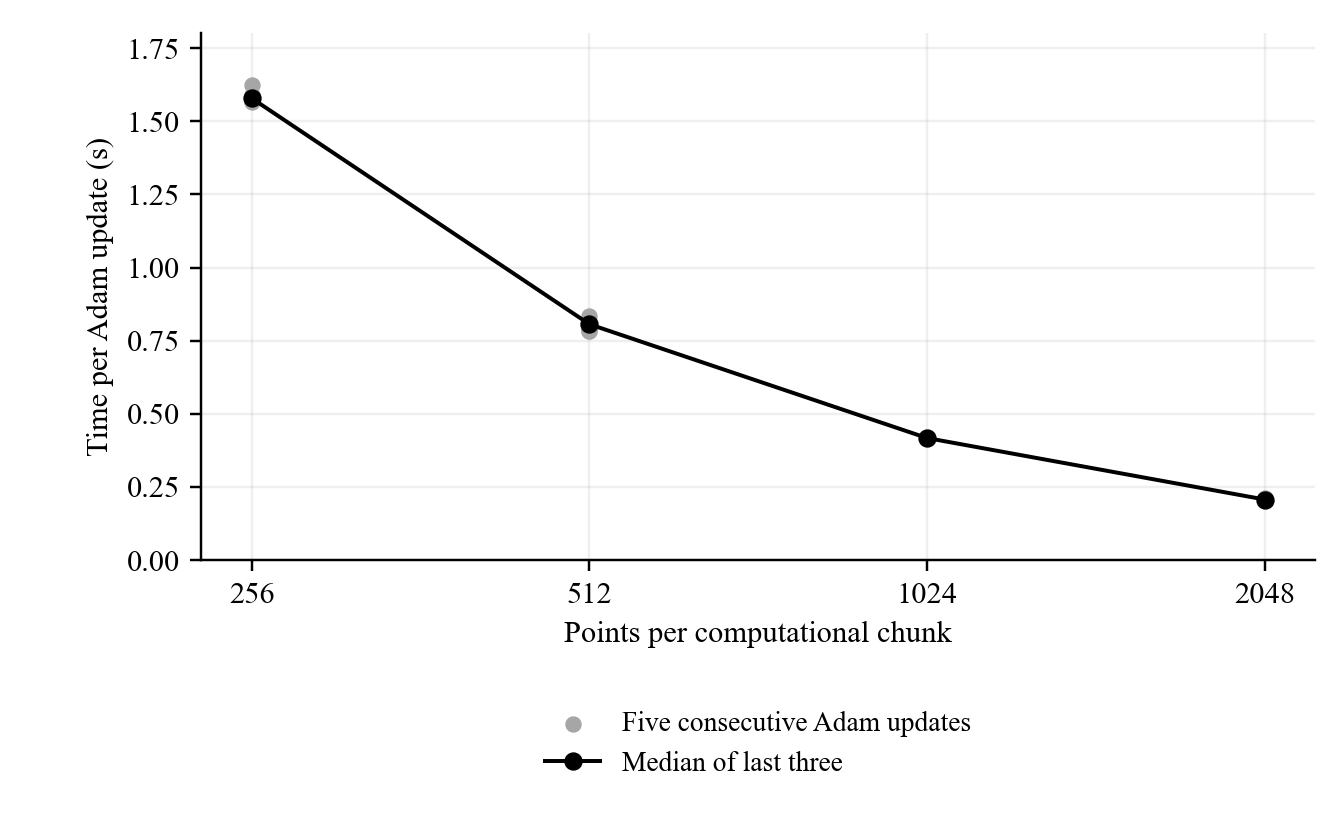 1.75
1.50
1.25
1.00
0.75
0.50
0.25
0.00
Time per Adam update (s)
256 512 1024 2048
Points per computational chunk
Five consecutive Adam updates
Median of last three